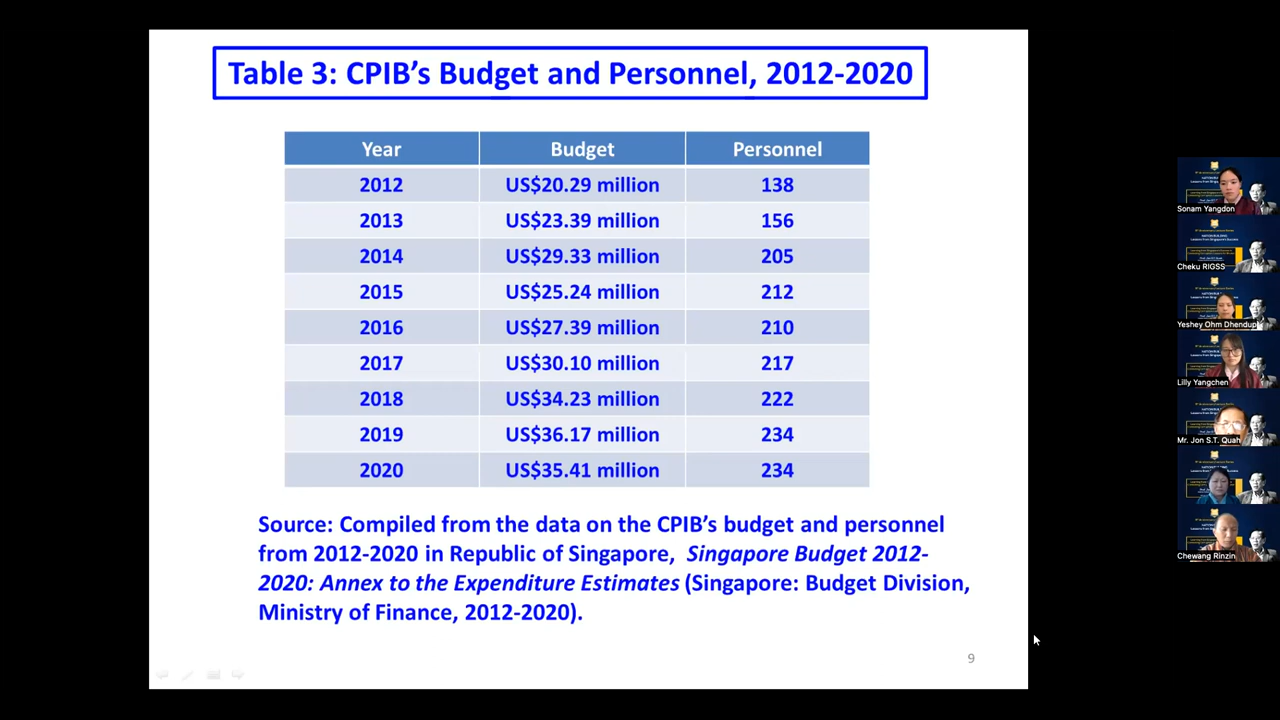 Table 3: CPIB's Budget and Personnel, 2012-2020
Year Budget Personnel
2012 US$20.29 million 138
2013 US$23.39 million 156
2014 US$29.33 million 205
2015 US$25.24 million 212
2016 US$27.39 million 210
2017 US$30.10 million 217
2018 US$34.23 million 222
2019 US$36.17 million 234
2020 US$35.41 million 234
Source: Compiled from the data on the CPIB's budget and personnel
from 2012-2020 in Republic of Singapore, Singapore Budget 2012-
2020: Annex to the Expenditure Estimates (Singapore: Budget Division,
Ministry of Finance, 2012-2020).
9
Sonam Yangdon
Cheku RIGSS
Yeshey Ohm Dhendup
Lilly Yangchen
Mr. Jon S.T. Quah
Chewang Rinzin